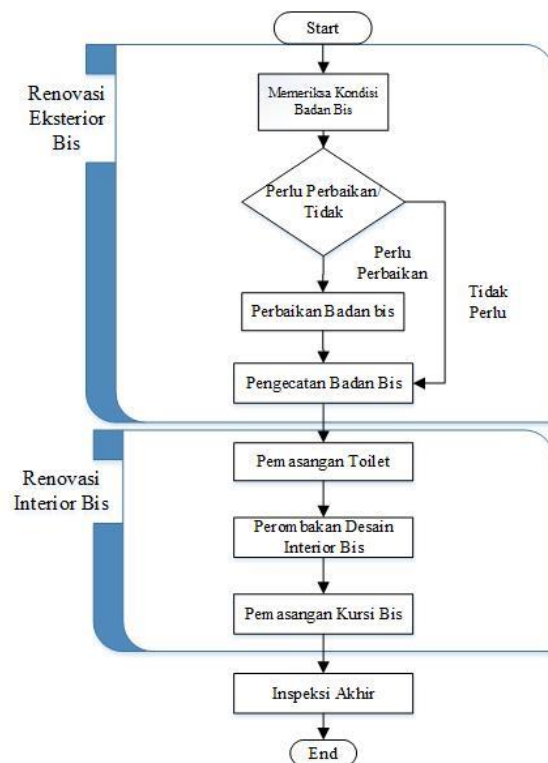 Start
Renovasi
Eksterior
Bis
Memeriksa Kondisi
Badan Bis
Perlu Perbaikan/
Tidak
Perlu
Perbaikan
Tidak
Perlu
Perbaikan Badan bis
Pengecatan Badan Bis
Renovasi
Interior Bis
Pemasangan Toilet
Perombakan Desain
Interior Bis
Pemasangan Kursi Bis
Inspeksi Akhir
End